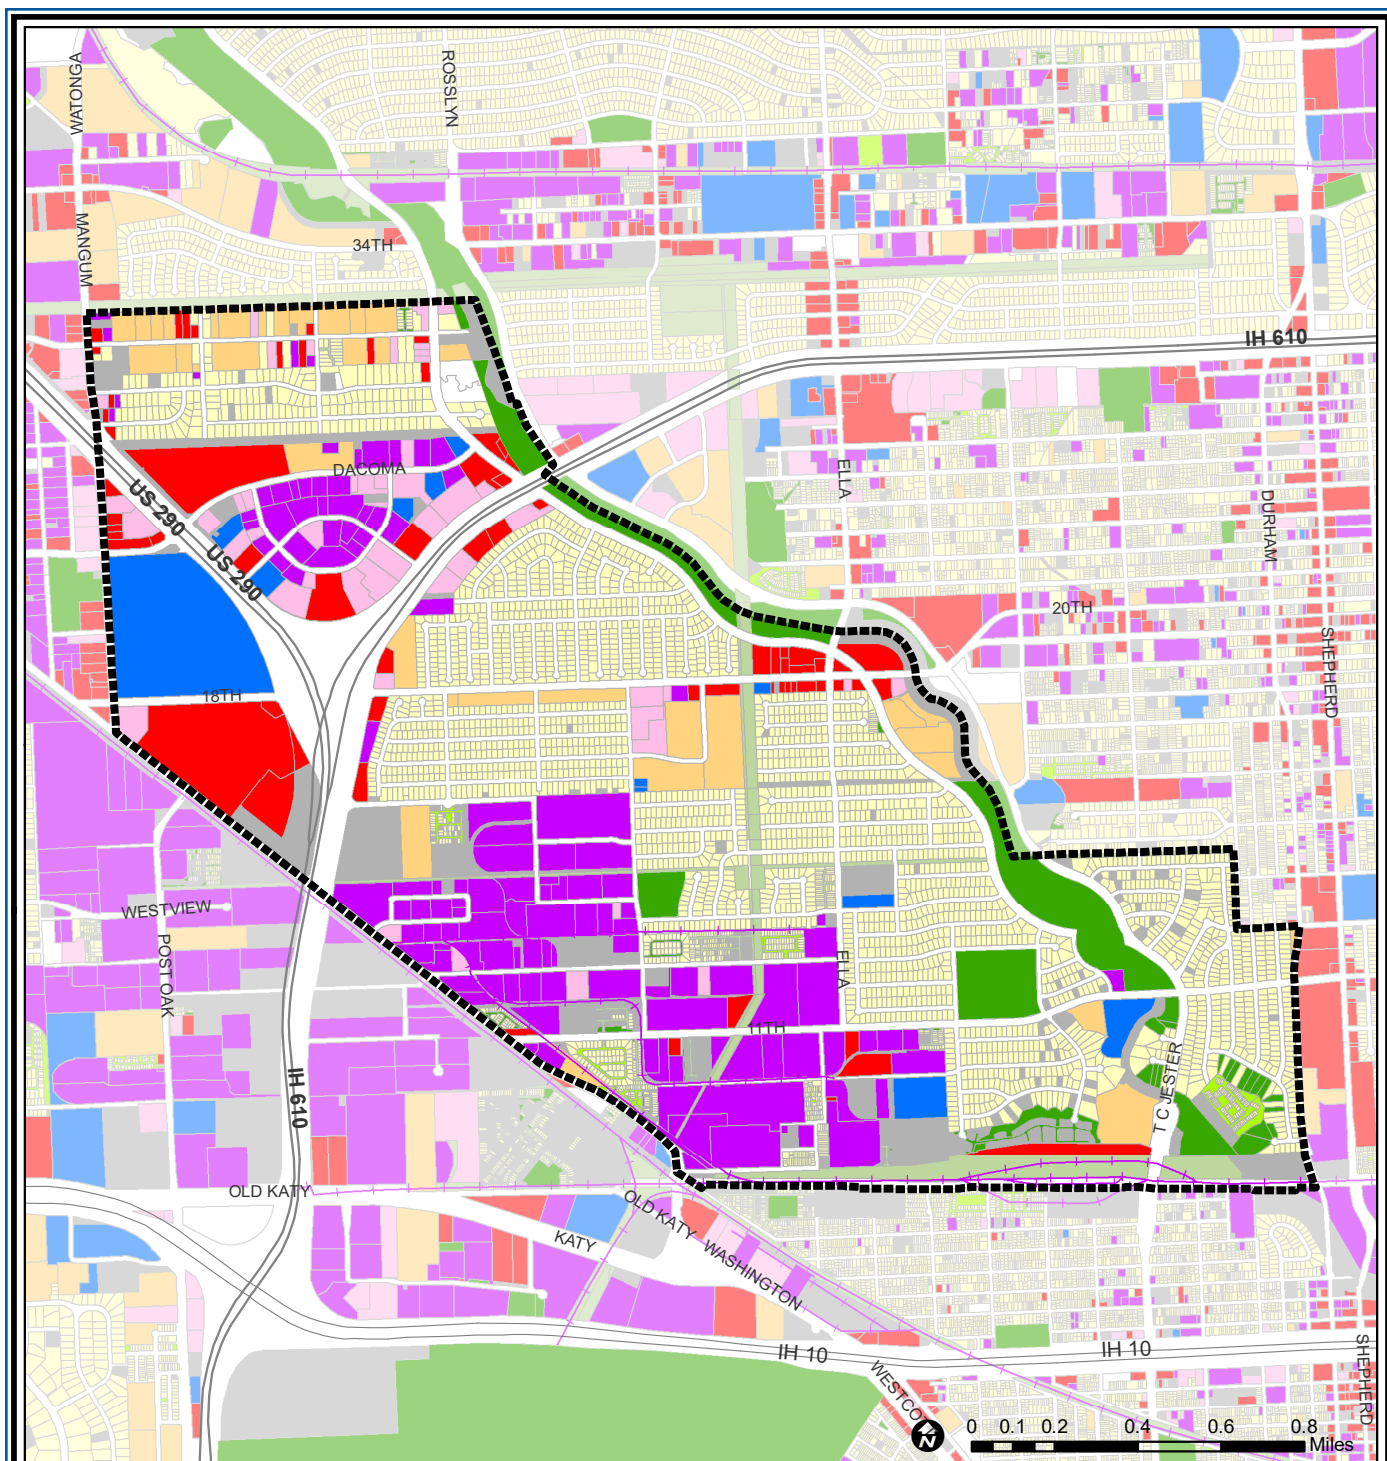 WATONGA
ROSSLYN
MANGUM
34TH
IH 610
DACOMA
ELLA
US 290
DURHAM
US 290
20TH
SHEPHERD
18TH
WESTVIEW
POST OAK
ELLA
11TH
T C JESTER
IH 610
OLD KATY
OLD KATY
KATY
WASHINGTON
IH 10
IH 10
SHEPHERD
WESTCO
N
0 0.1 0.2 0.4 0.6 0.8
Miles